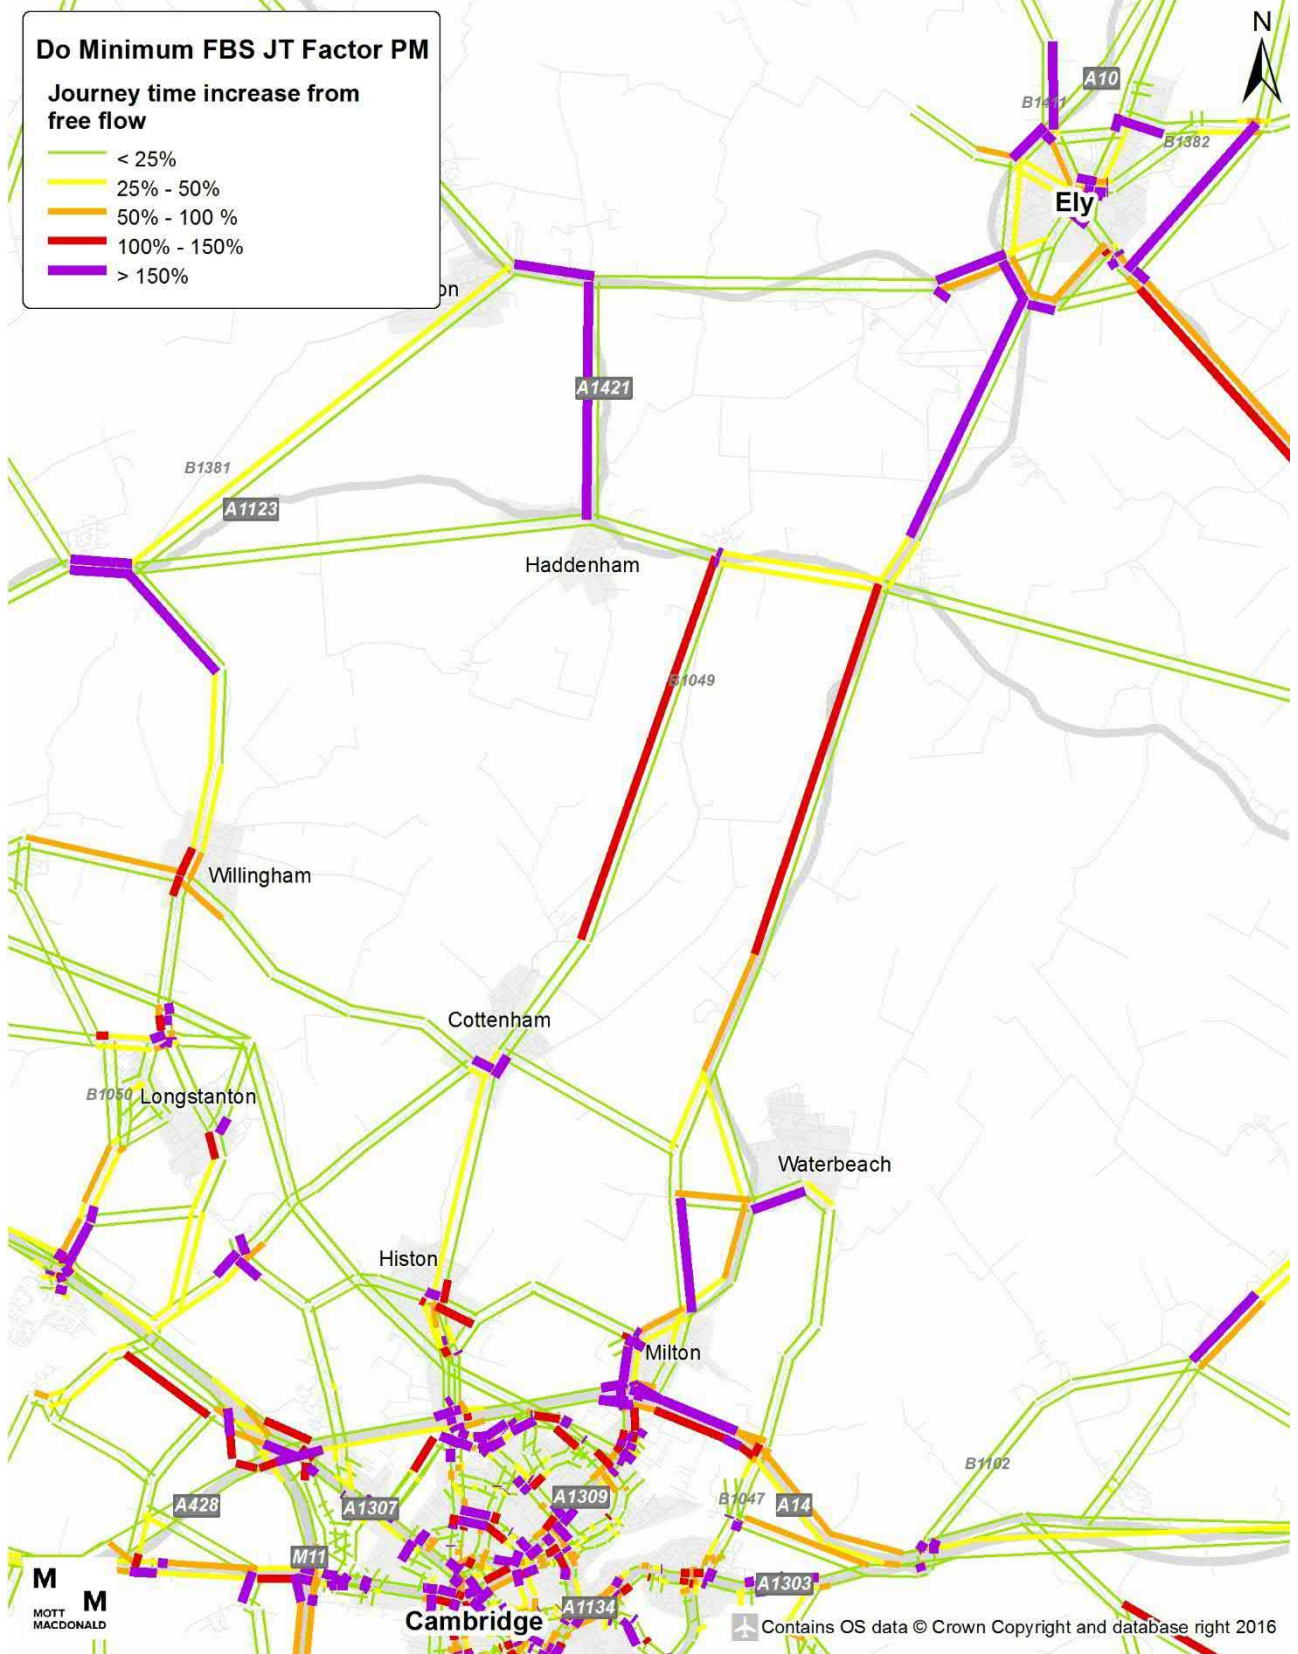 Do Minimum FBS JT Factor PM
Journey time increase from
free flow
< 25%
25% - 50%
50% - 100 %
100% - 150%
> 150%
N
A10
B1411
B1382
Ely
on
A1421
B1381
A1123
Haddenham
B1049
Willingham
Cottenham
B1050
Longstanton
Waterbeach
Histon
Milton
B1102
A428
A1307
A1309
B1047
A14
M11
A1303
A1134
Cambridge
M
M
MOTT
MACDONALD
Contains OS data © Crown Copyright and database right 2016